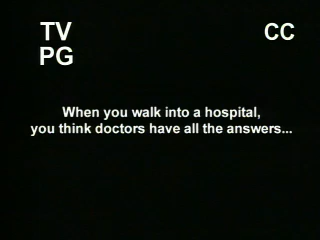 TV
PG
CC
When you walk into a hospital,
you think doctors have all the answers...